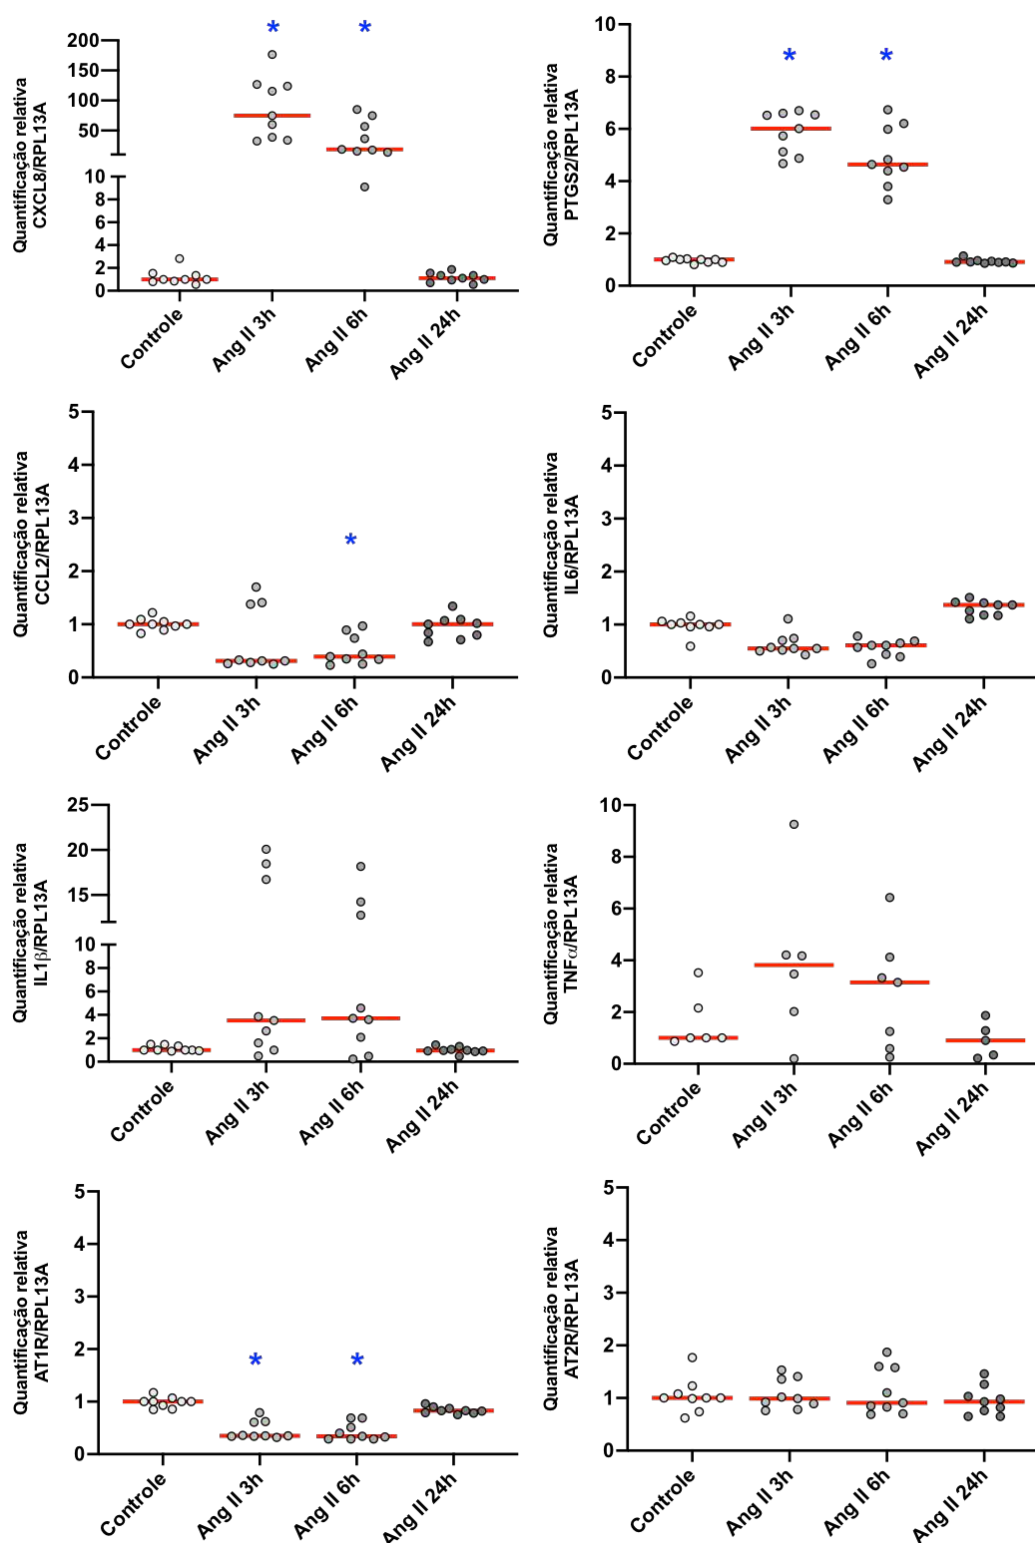 *
*
200
150
100
50
10
8
6
4
2
0
Quantificação relativa
CXCL8/RPL13A
Controle
Ang II 3h
Ang II 6h
Ang II 24h
*
*
10
8
6
4
2
0
Quantificação relativa
PTGS2/RPL13A
Controle
Ang II 3h
Ang II 6h
Ang II 24h
*
5
4
3
2
1
0
Quantificação relativa
CCL2/RPL13A
Controle
Ang II 3h
Ang II 6h
Ang II 24h
5
4
3
2
1
0
Quantificação relativa
IL6/RPL13A
Controle
Ang II 3h
Ang II 6h
Ang II 24h
25
20
15
10
8
6
4
2
0
Quantificação relativa
IL1β/RPL13A
Controle
Ang II 3h
Ang II 6h
Ang II 24h
10
8
6
4
2
0
Quantificação relativa
TNFα/RPL13A
Controle
Ang II 3h
Ang II 6h
Ang II 24h
*
*
5
4
3
2
1
0
Quantificação relativa
AT1R/RPL13A
Controle
Ang II 3h
Ang II 6h
Ang II 24h
5
4
3
2
1
0
Quantificação relativa
AT2R/RPL13A
Controle
Ang II 3h
Ang II 6h
Ang II 24h